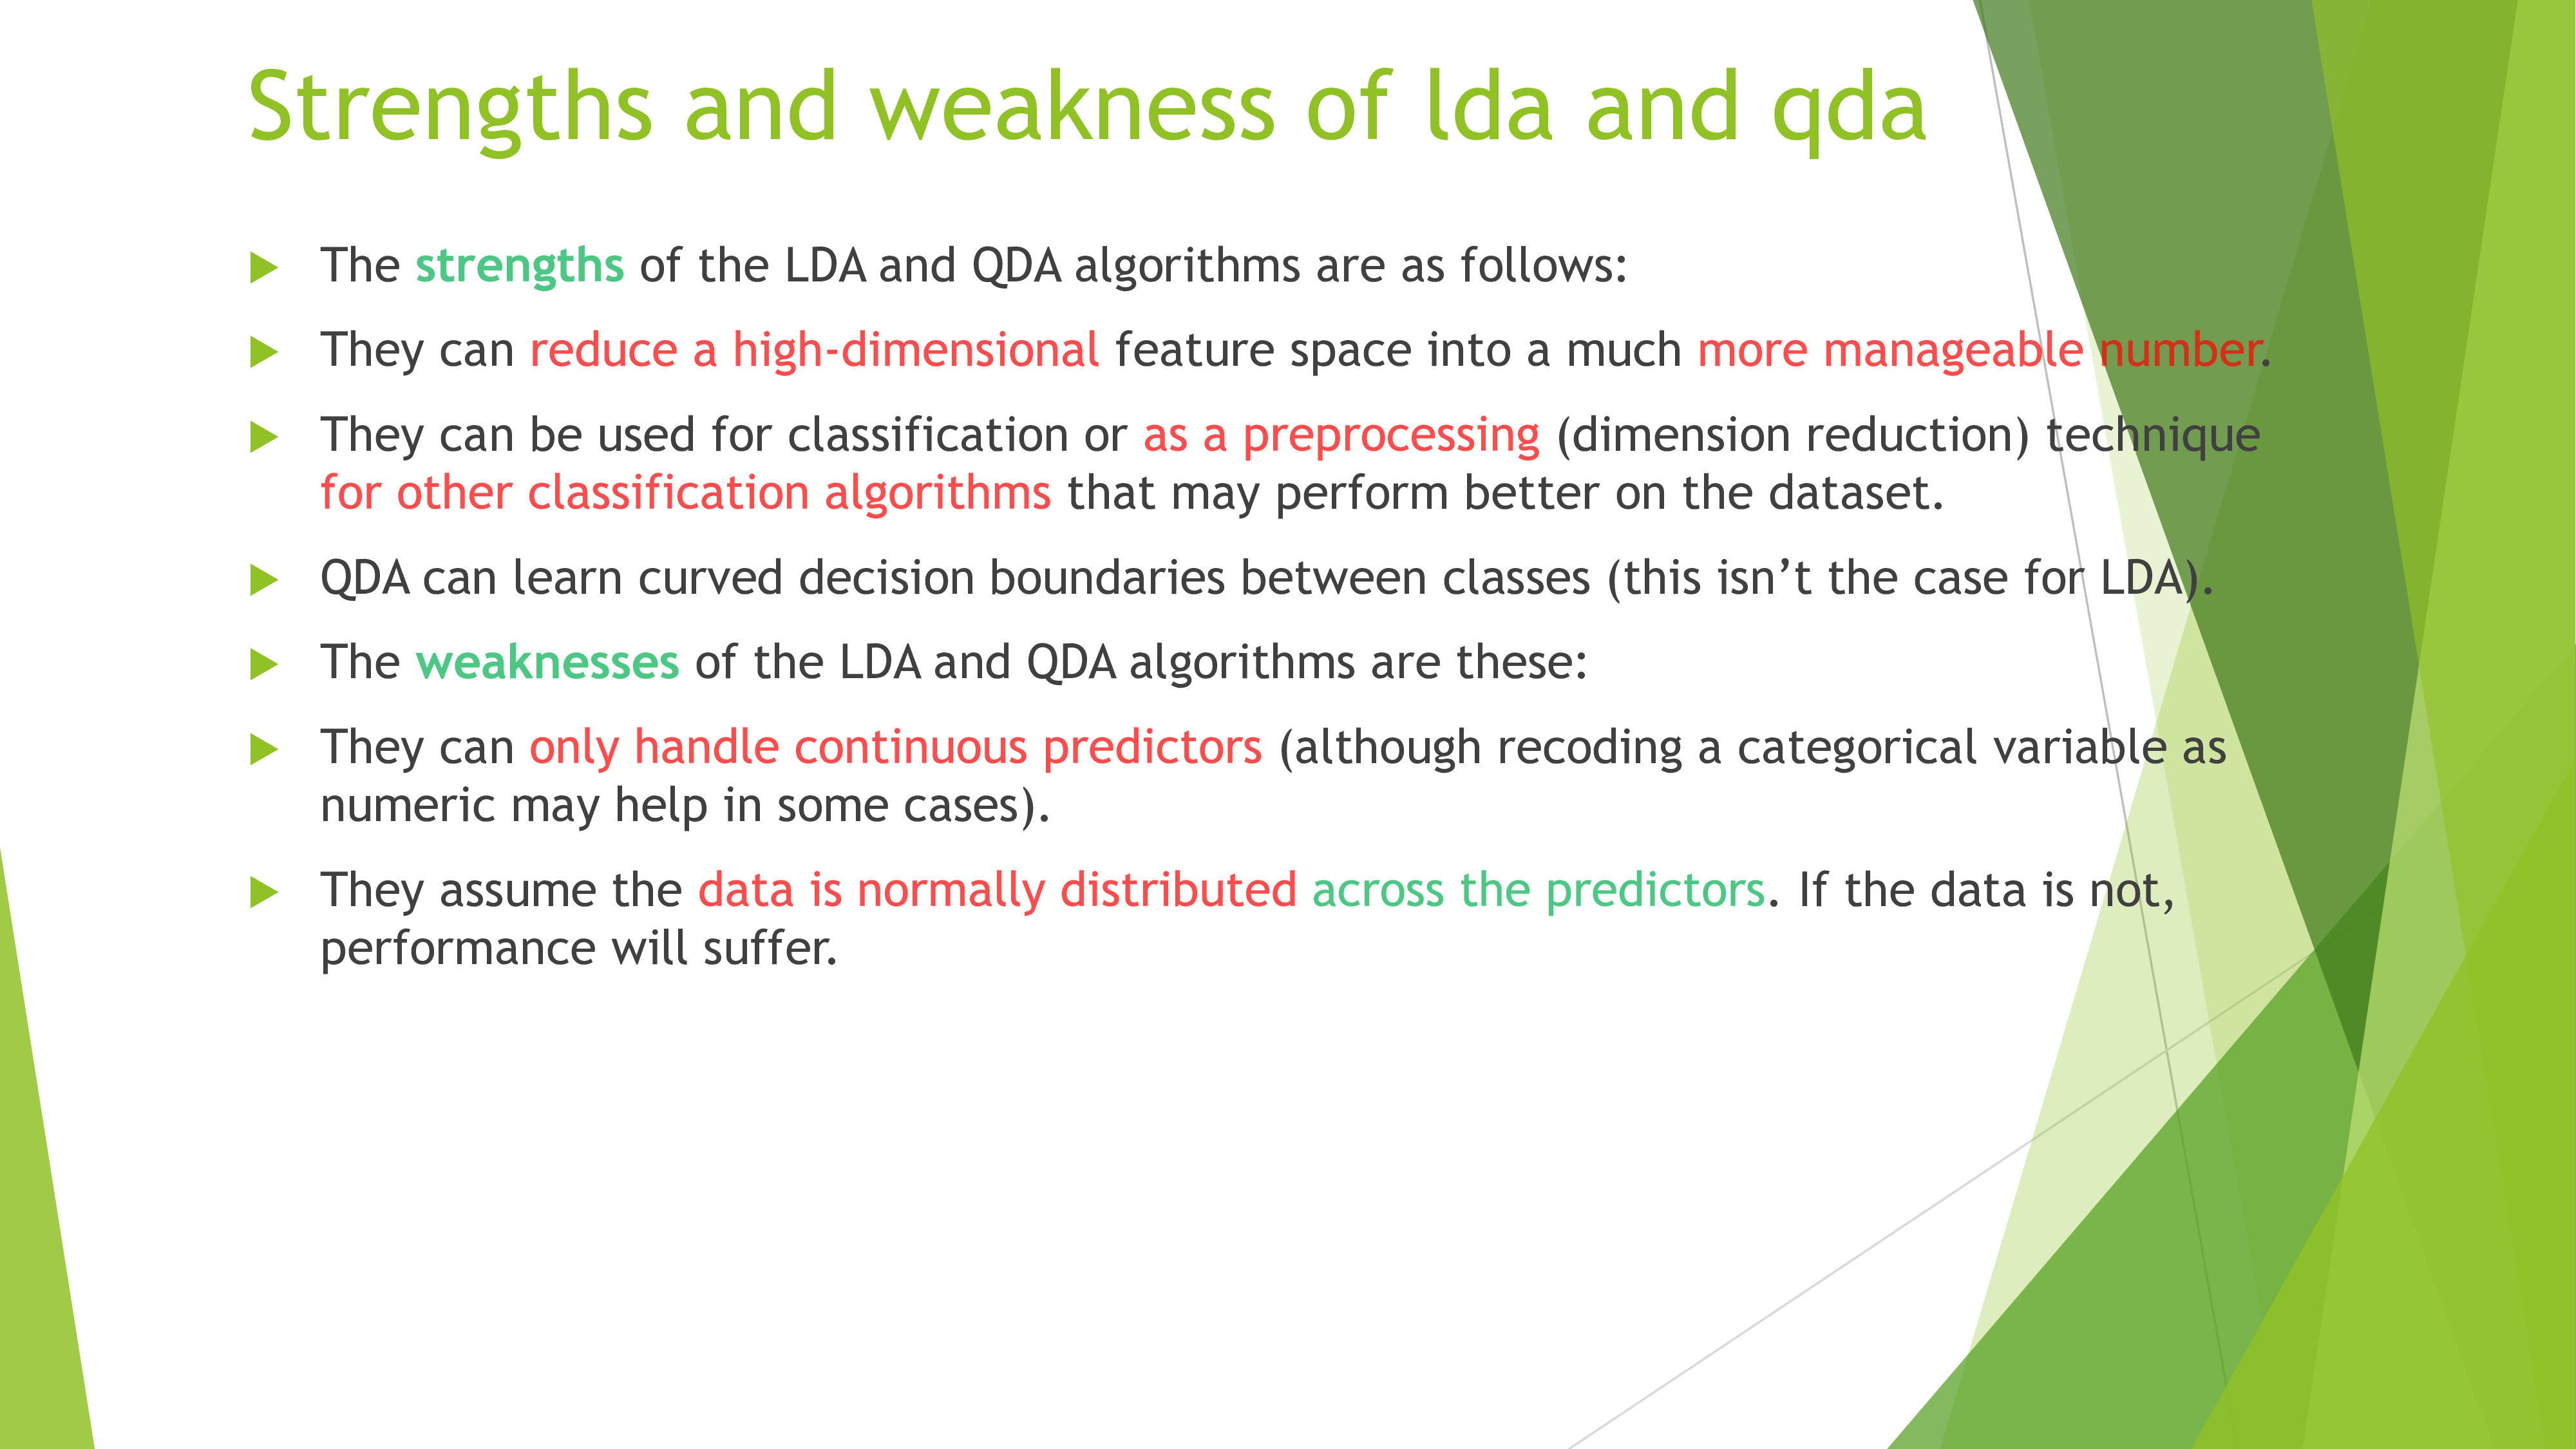 Strengths and weakness of lda and qda
The strengths of the LDA and QDA algorithms are as follows:
They can reduce a high-dimensional feature space into a much more manageable number.
They can be used for classification or as a preprocessing (dimension reduction) technique
for other classification algorithms that may perform better on the dataset.
QDA can learn curved decision boundaries between classes (this isn’t the case for LDA).
The weaknesses of the LDA and QDA algorithms are these:
They can only handle continuous predictors (although recoding a categorical variable as
numeric may help in some cases).
They assume the data is normally distributed across the predictors. If the data is not,
performance will suffer.